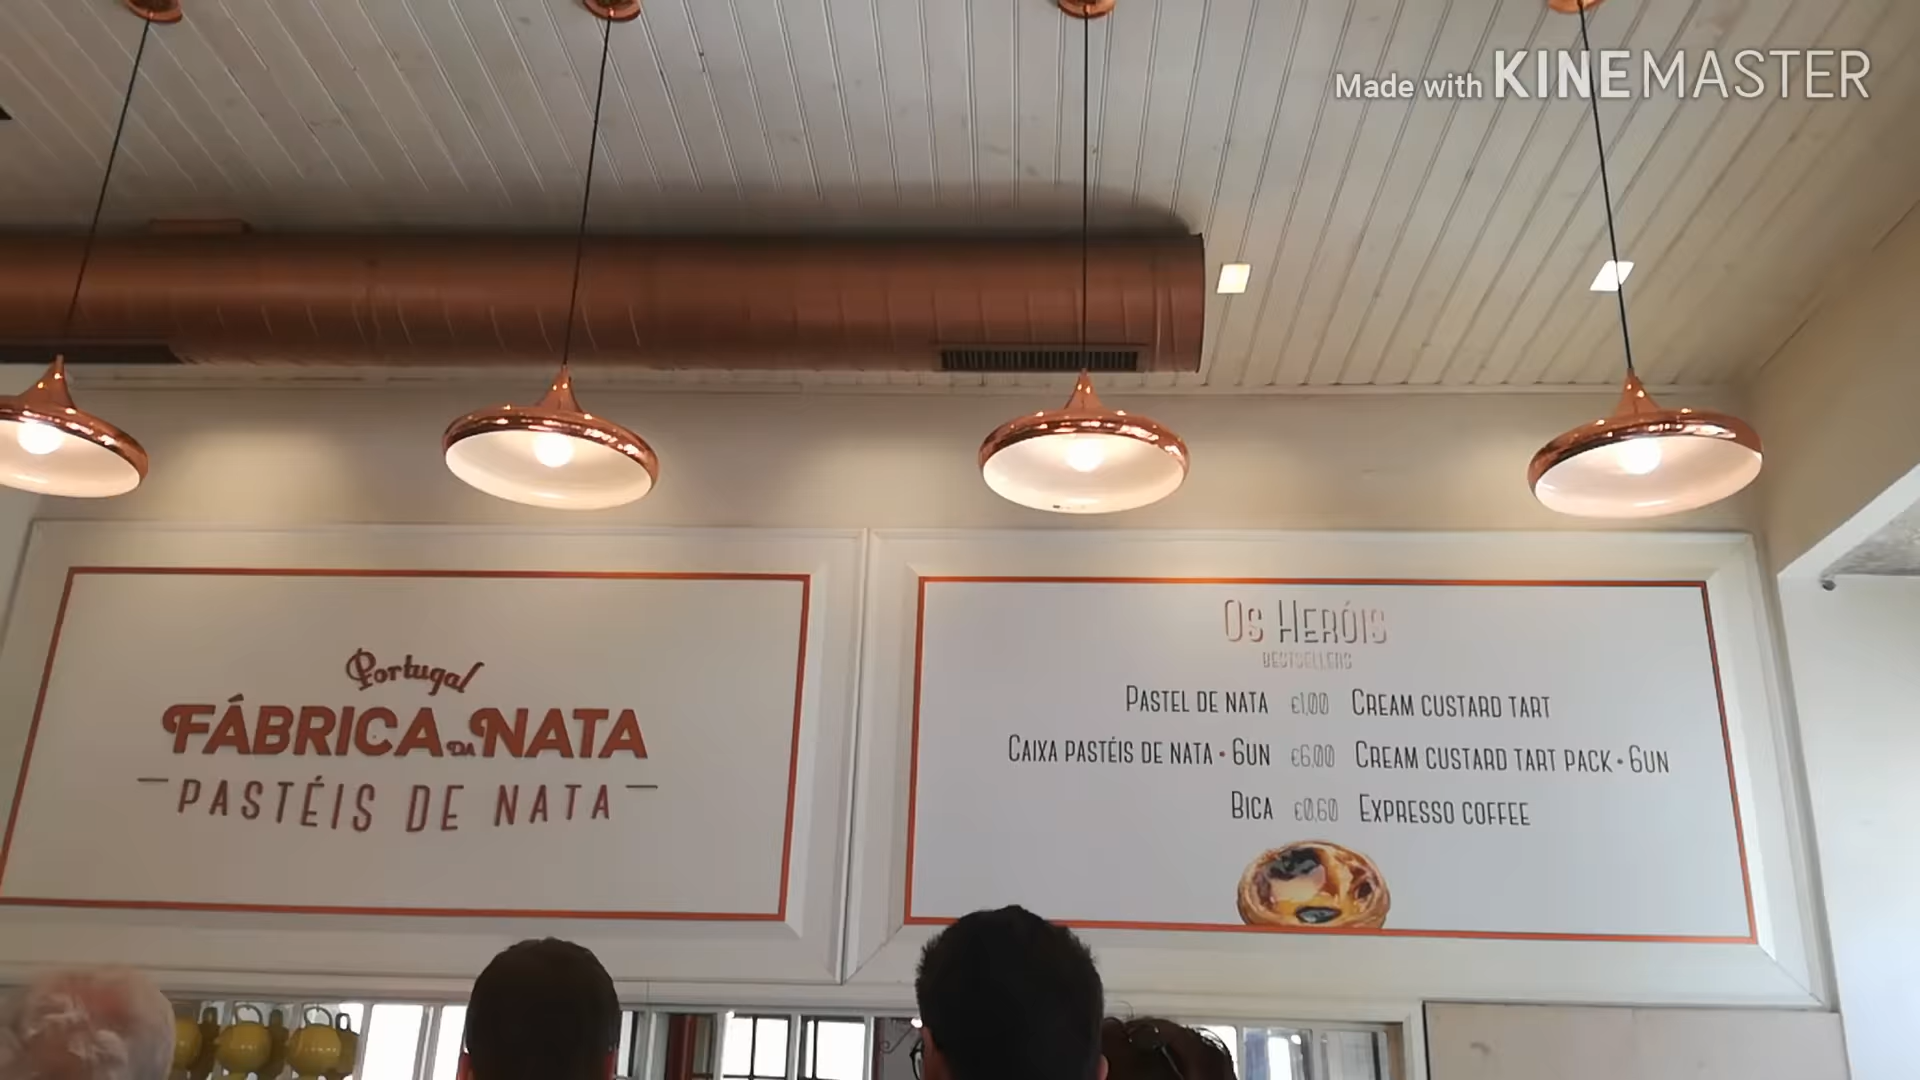 Made with KINEMASTER
Portugal
FÁBRICA DA NATA
PASTÉIS DE NATA
OS HERÓIS
BESTSELLERS
PASTEL DE NATA €1,00 CREAM CUSTARD TART
CAIXA PASTÉIS DE NATA • 6UN €6,00 CREAM CUSTARD TART PACK • 6UN
BICA €0,60 EXPRESSO COFFEE